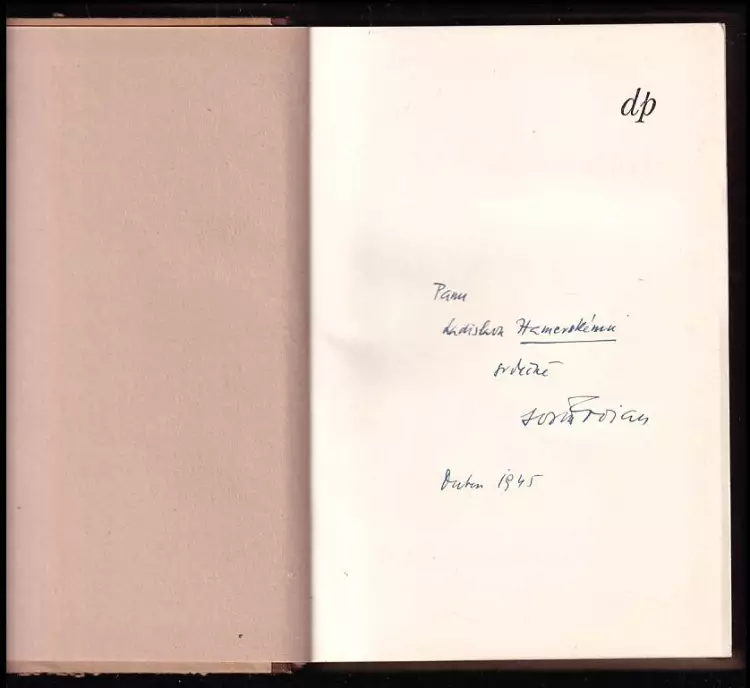 dp
Panu
Ladislavu Hamerskému
srdečně
Duben 1945